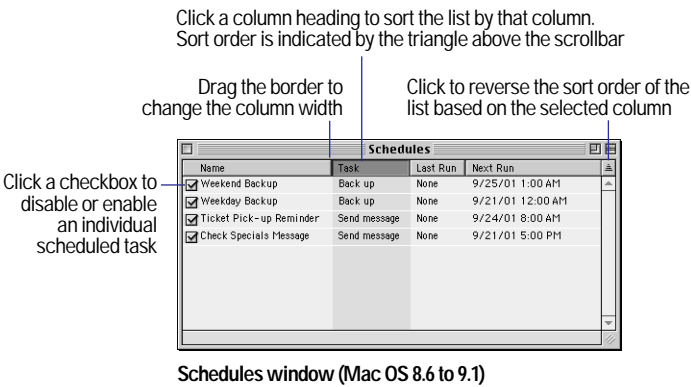 Click a column heading to sort the list by that column.
Sort order is indicated by the triangle above the scrollbar
Drag the border to
change the column width
Click to reverse the sort order of the
list based on the selected column
Click a checkbox to
disable or enable
an individual
scheduled task
Schedules
Name Task Last Run Next Run
Weekend Backup Back up None 9/25/01 1:00 AM
Weekday Backup Back up None 9/21/01 12:00 AM
Ticket Pick-up Reminder Send message None 9/24/01 8:00 AM
Check Specials Message Send message None 9/21/01 5:00 PM
Schedules window (Mac OS 8.6 to 9.1)